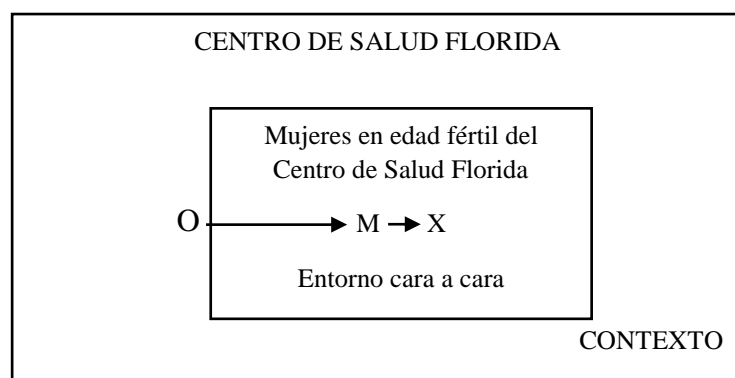 CENTRO DE SALUD FLORIDA
Mujeres en edad fértil del
Centro de Salud Florida
O M X
Entorno cara a cara
CONTEXTO